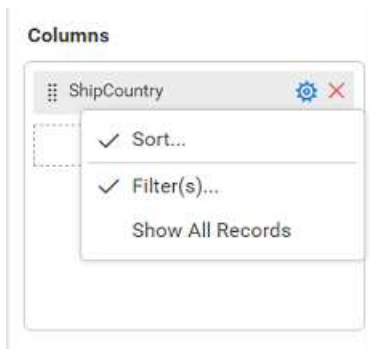 Columns
ShipCountry
Sort...
Filter(s)...
Show All Records